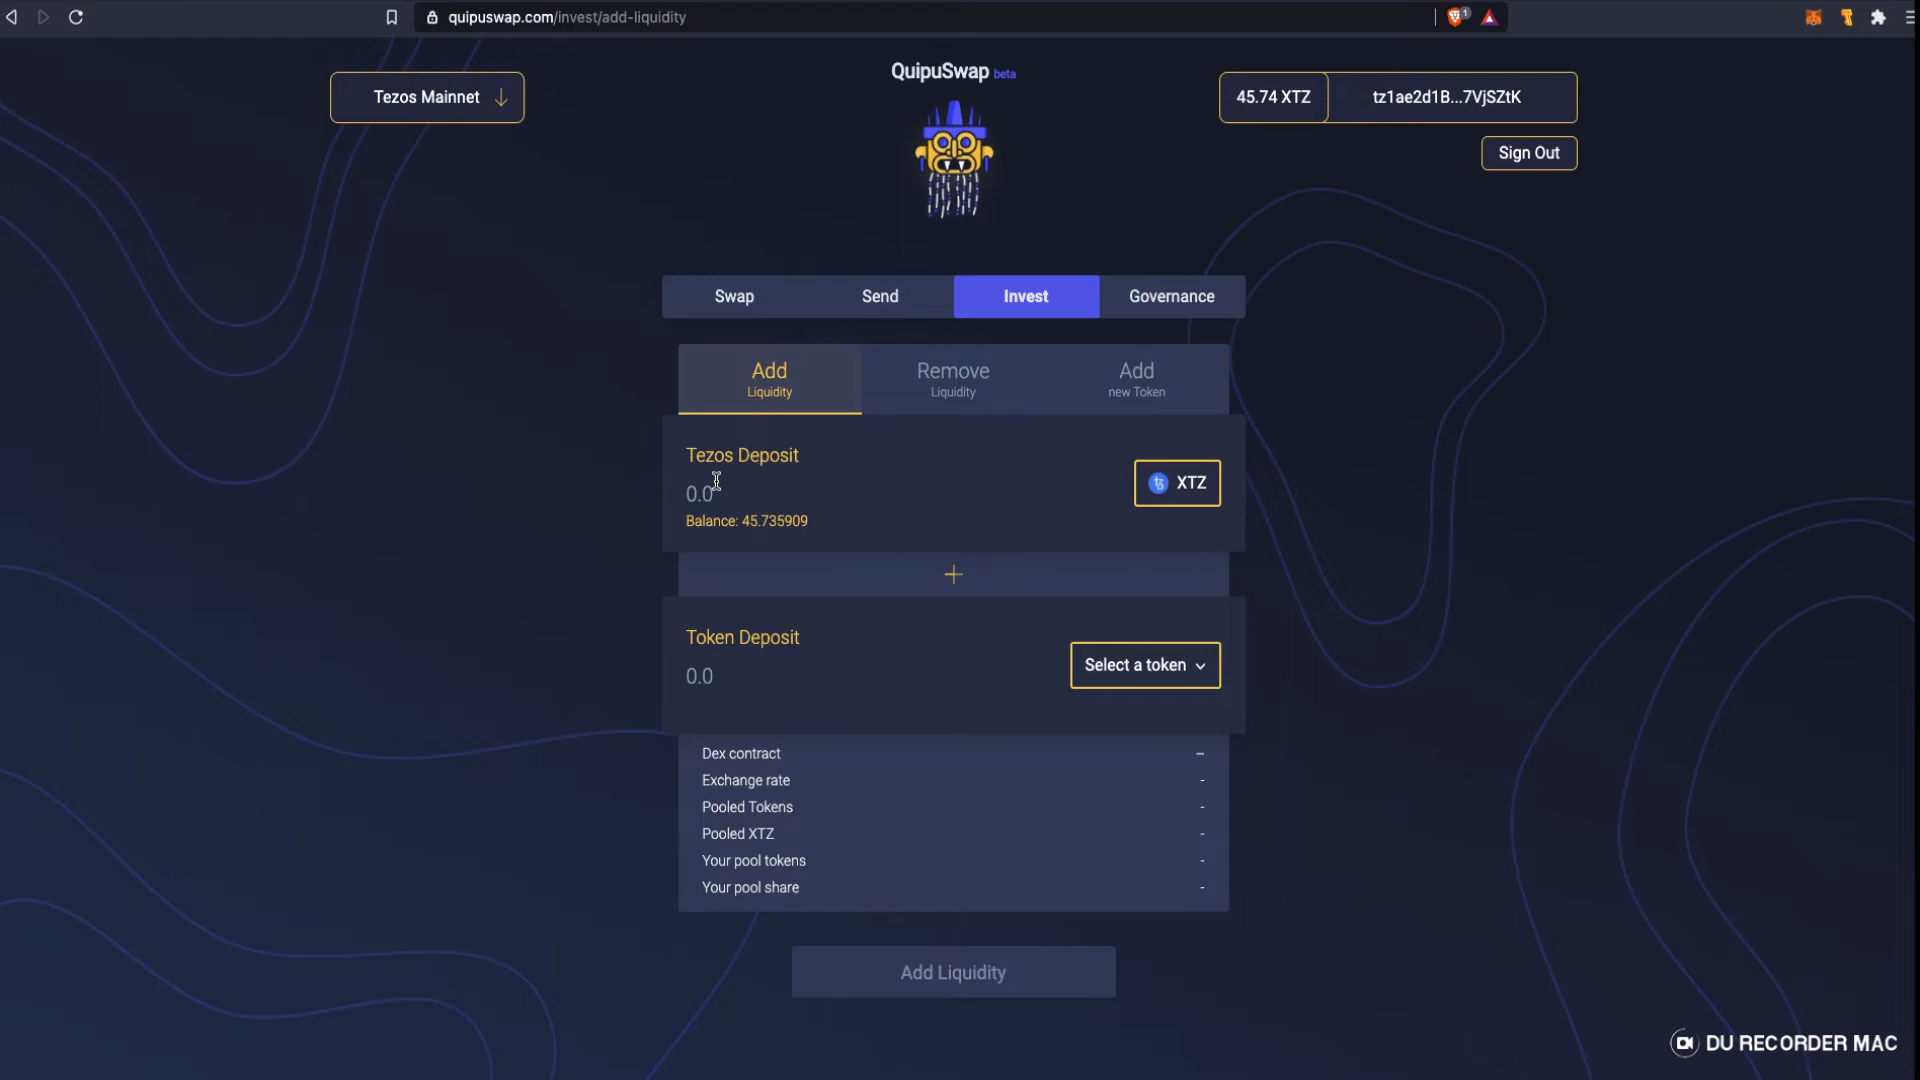 quipuswap.com/invest/add-liquidity
1
QuipuSwap beta
Tezos Mainnet
45.74 XTZ
tz1ae2d1B...7VjSZtK
Sign Out
Swap
Send
Invest
Governance
Add
Liquidity
Remove
Liquidity
Add
new Token
Tezos Deposit
0.0
XTZ
Balance: 45.735909
+
Token Deposit
0.0
Select a token
Dex contract –
Exchange rate -
Pooled Tokens -
Pooled XTZ -
Your pool tokens -
Your pool share -
Add Liquidity
DU RECORDER MAC